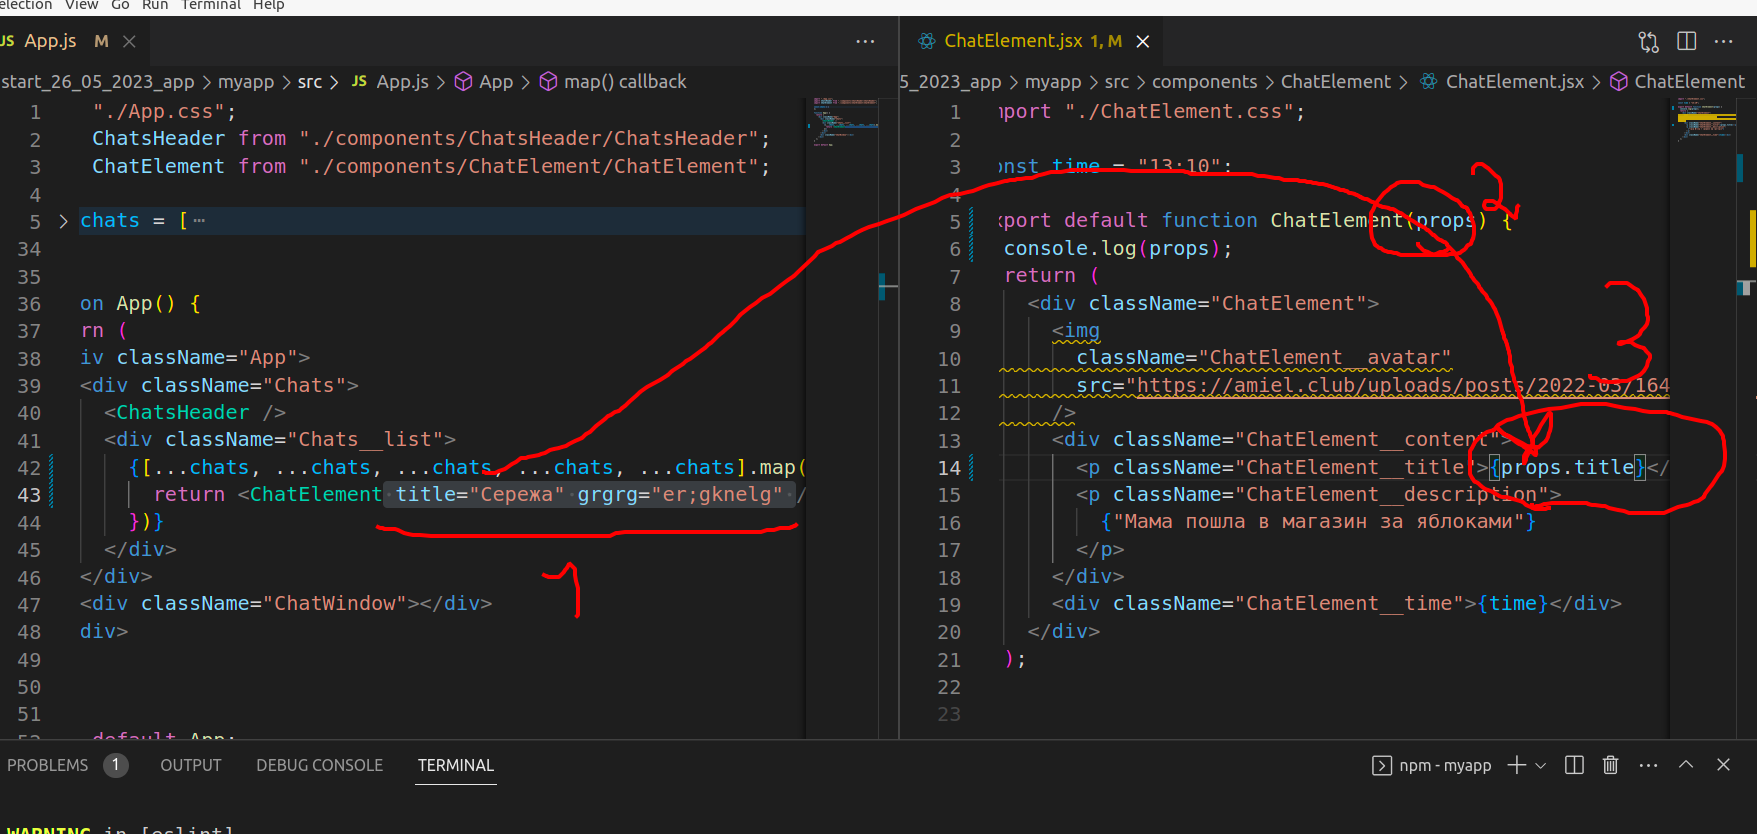 election View Go Run Terminal Help
JS App.js M
start_26_05_2023_app > myapp > src > JS App.js > App > map() callback
1 "./App.css";
2 ChatsHeader from "./components/ChatsHeader/ChatsHeader";
3 ChatElement from "./components/ChatElement/ChatElement";
4
5 > chats = [ ⋯
34
35
36 on App() {
37 rn (
38 iv className="App">
39 <div className="Chats">
40 <ChatsHeader />
41 <div className="Chats__list">
42 {[...chats, ...chats, ...chats, ...chats, ...chats].map(
43 return <ChatElement title="Сережа" grgrg="er;gknelg" /
44 })}
45 </div>
46 </div>
47 <div className="ChatWindow"></div>
48 div>
49
50
51
52 default App;
1
ChatElement.jsx 1, M
5_2023_app > myapp > src > components > ChatElement > ChatElement.jsx > ChatElement
1 mport "./ChatElement.css";
2
3 onst time = "13:10";
4
5 xport default function ChatElement(props) {
6 console.log(props);
7 return (
8 <div className="ChatElement">
9 <img
10 className="ChatElement__avatar"
11 src="https://amiel.club/uploads/posts/2022-03/164
12 />
13 <div className="ChatElement__content">
14 <p className="ChatElement__title">{props.title}</
15 <p className="ChatElement__description">
16 {"Мама пошла в магазин за яблоками"}
17 </p>
18 </div>
19 <div className="ChatElement__time">{time}</div>
20 </div>
21 );
22
23
2
3
PROBLEMS 1 OUTPUT DEBUG CONSOLE TERMINAL
npm - myapp
WARNING in [eslint]